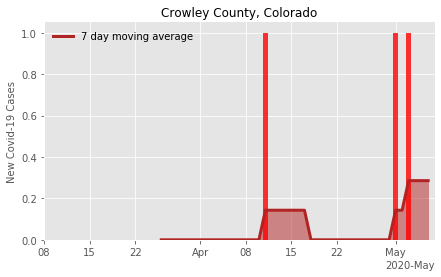 Crowley County, Colorado
7 day moving average
New Covid-19 Cases
1.0
0.8
0.6
0.4
0.2
0.0
08 15 22 Apr 08 15 22 May
2020-May